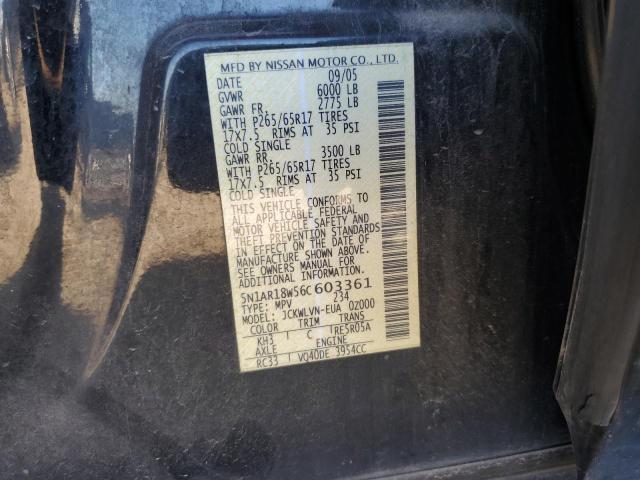 MFD BY NISSAN MOTOR CO., LTD.
DATE 09/05
GVWR 6000 LB
GAWR FR. 2775 LB
WITH P265/65R17 TIRES
17X7.5 RIMS AT 35 PSI
COLD SINGLE
GAWR RR. 3500 LB
WITH P265/65R17 TIRES
17X7.5 RIMS AT 35 PSI
COLD SINGLE
THIS VEHICLE CONFORMS TO
ALL APPLICABLE FEDERAL
MOTOR VEHICLE SAFETY AND
THEFT PREVENTION STANDARDS
IN EFFECT ON THE DATE OF
MANUFACTURE SHOWN ABOVE.
SEE OWNERS MANUAL FOR
ADDITIONAL INFORMATION.
5N1AR18W56C603361
TYPE: MPV 234
MODEL: JCKWLVN-EUA 0Z000
COLOR TRIM TRANS
KH3 C RE5R05A
AXLE ENGINE
RC33 VQ40DE 3954CC